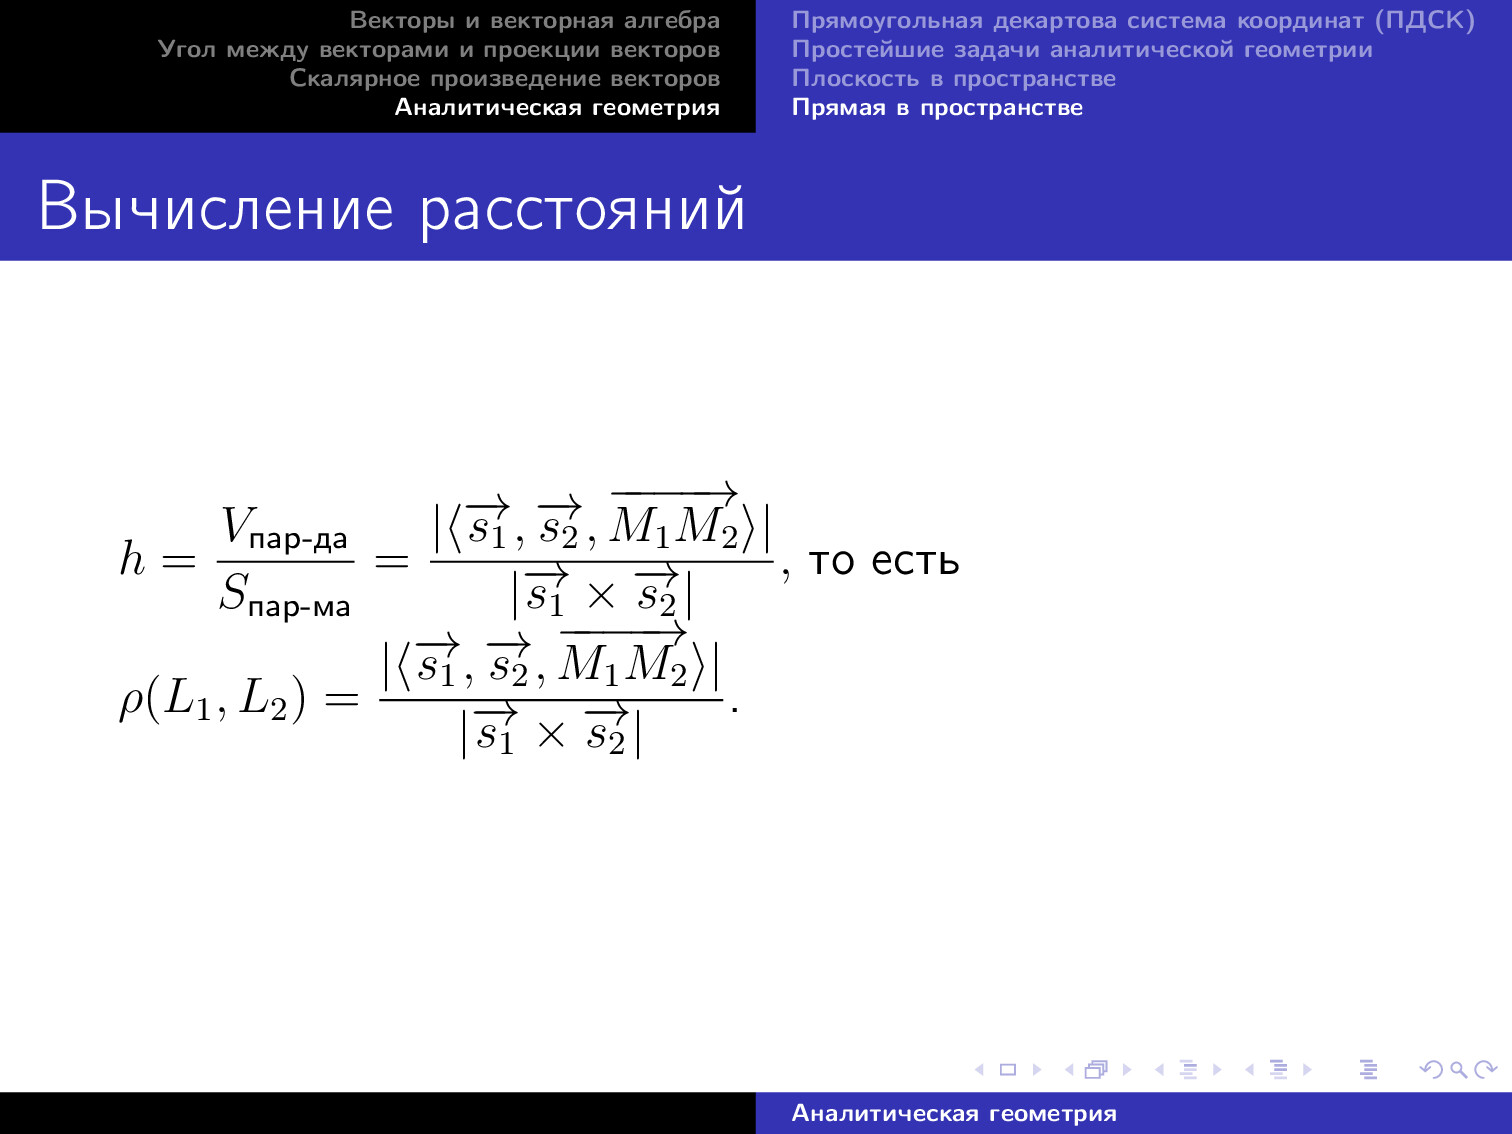 Векторы и векторная алгебра
Угол между векторами и проекции векторов
Скалярное произведение векторов
Аналитическая геометрия
Прямоугольная декартова система координат (ПДСК)
Простейшие задачи аналитической геометрии
Плоскость в пространстве
Прямая в пространстве
Вычисление расстояний
$h = \dfrac{V_{\text{пар-да}}}{S_{\text{пар-ма}}} = \dfrac{|\langle \overrightarrow{s_1}, \overrightarrow{s_2}, \overrightarrow{M_1M_2} \rangle|}{|\overrightarrow{s_1} \times \overrightarrow{s_2}|}$, то есть
$\rho(L_1, L_2) = \dfrac{|\langle \overrightarrow{s_1}, \overrightarrow{s_2}, \overrightarrow{M_1M_2} \rangle|}{|\overrightarrow{s_1} \times \overrightarrow{s_2}|}$.
Аналитическая геометрия